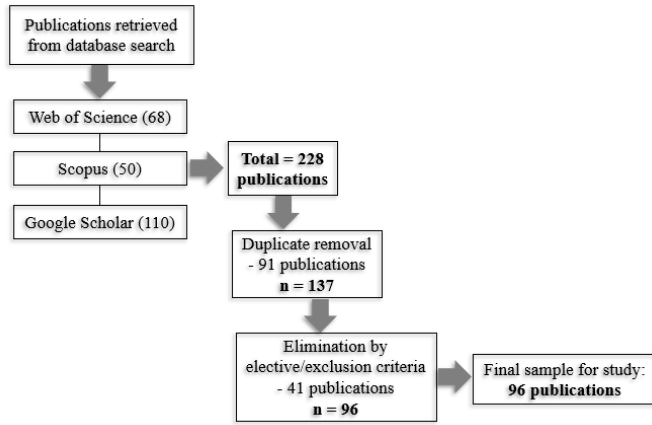 Publications retrieved
from database search
Web of Science (68)
Scopus (50)
Google Scholar (110)
Total = 228
publications
Duplicate removal
- 91 publications
n = 137
Elimination by
elective/exclusion criteria
- 41 publications
n = 96
Final sample for study:
96 publications